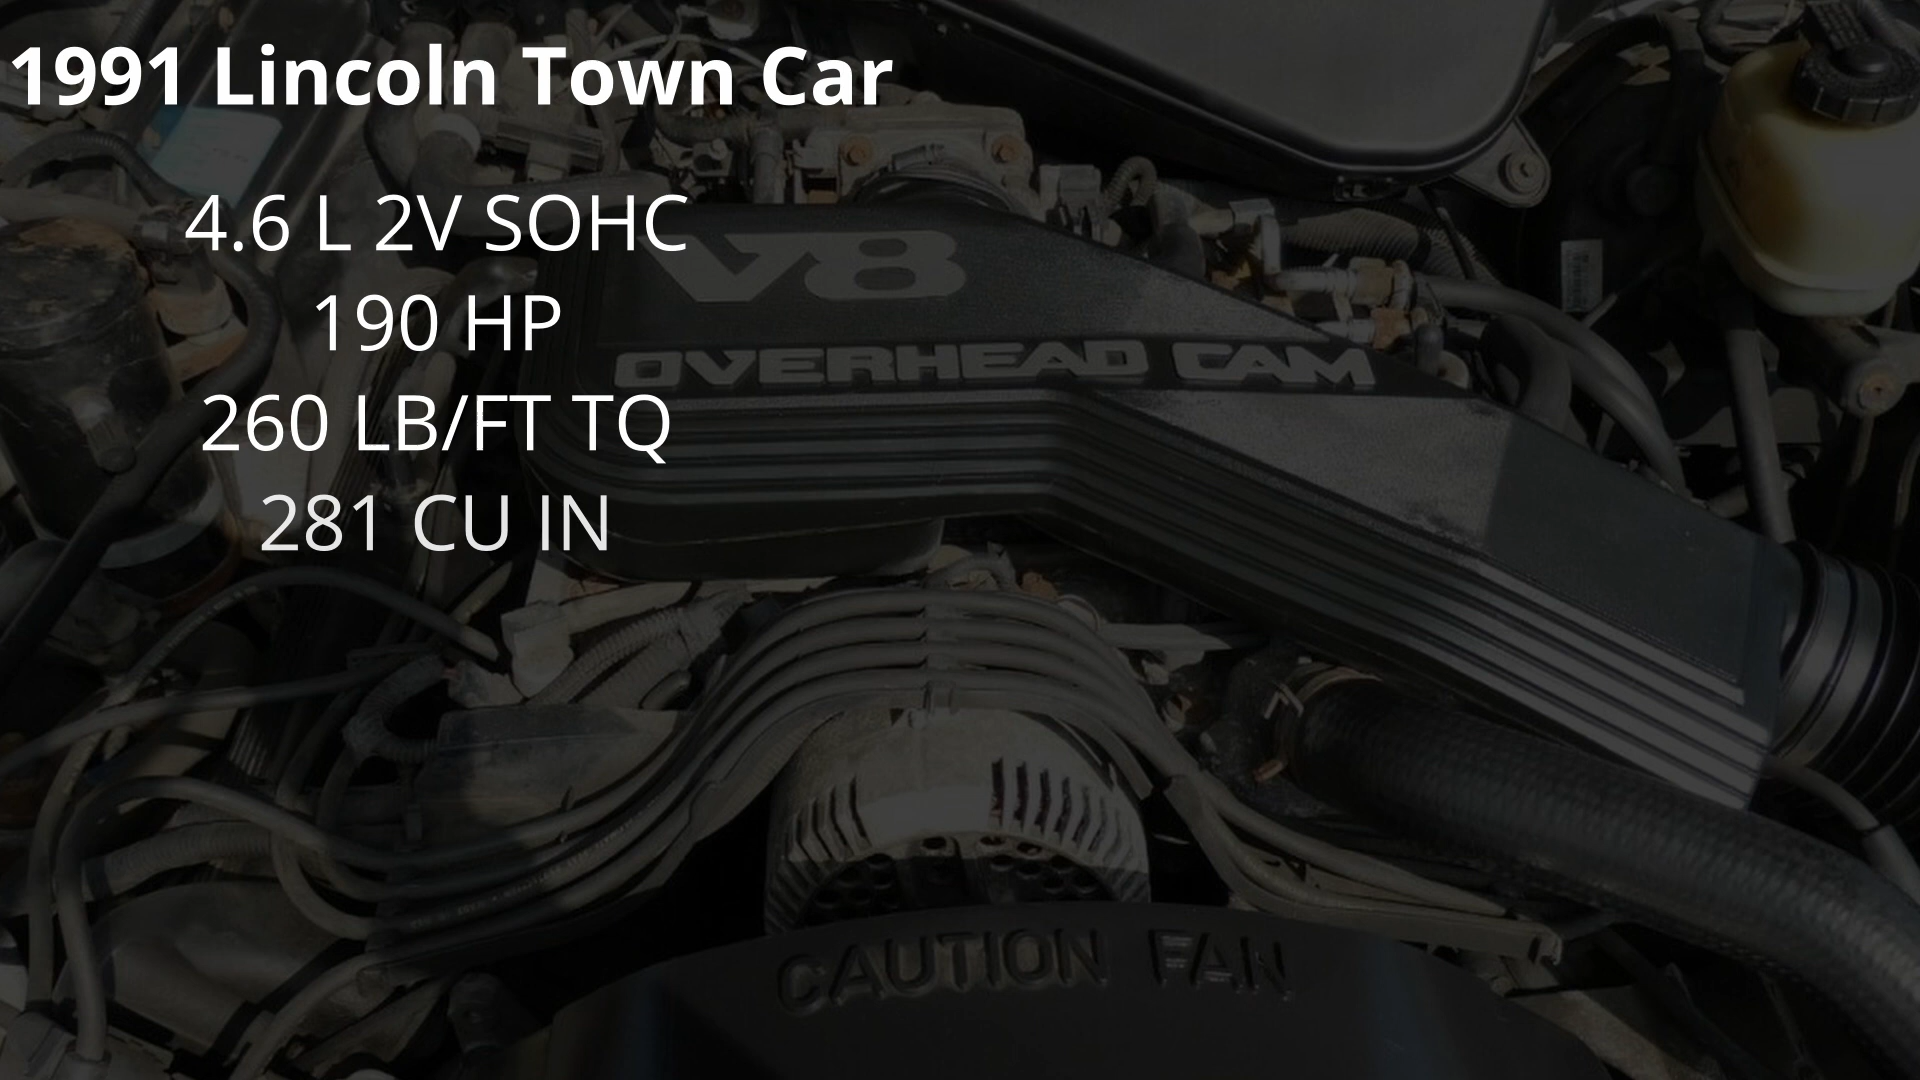 1991 Lincoln Town Car
4.6 L 2V SOHC
190 HP
260 LB/FT TQ
281 CU IN
V8
OVERHEAD CAM
CAUTION FAN